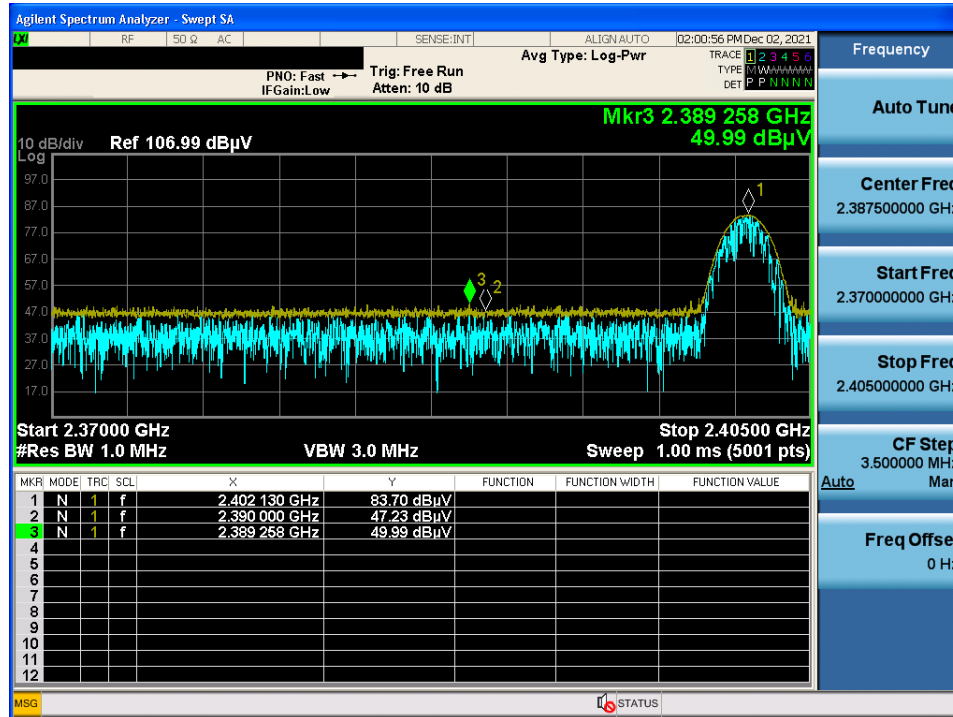 Agilent Spectrum Analyzer - Swept SA
LXI RF 50 Ω AC SENSE:INT ALIGN AUTO 02:00:56 PM Dec 02, 2021
Frequency
PNO: Fast Trig: Free Run Avg Type: Log-Pwr TRACE 1 2 3 4 5 6
IFGain:Low Atten: 10 dB TYPE M W W W W W
DET P P N N N N
Auto Tune
Mkr3 2.389 258 GHz
49.99 dBµV
10 dB/div Ref 106.99 dBµV
Log
97.0
87.0
77.0
67.0
57.0
47.0
37.0
27.0
17.0
1
3
2
Center Freq
2.387500000 GHz
Start Freq
2.370000000 GHz
Stop Freq
2.405000000 GHz
Start 2.37000 GHz Stop 2.40500 GHz
#Res BW 1.0 MHz VBW 3.0 MHz Sweep 1.00 ms (5001 pts)
CF Step
3.500000 MHz
Auto Man
MKR MODE TRC SCL X Y FUNCTION FUNCTION WIDTH FUNCTION VALUE
1 N 1 f 2.402 130 GHz 83.70 dBµV
2 N 1 f 2.390 000 GHz 47.23 dBµV
3 N 1 f 2.389 258 GHz 49.99 dBµV
4
5
6
7
8
9
10
11
12
Freq Offset
0 Hz
MSG STATUS